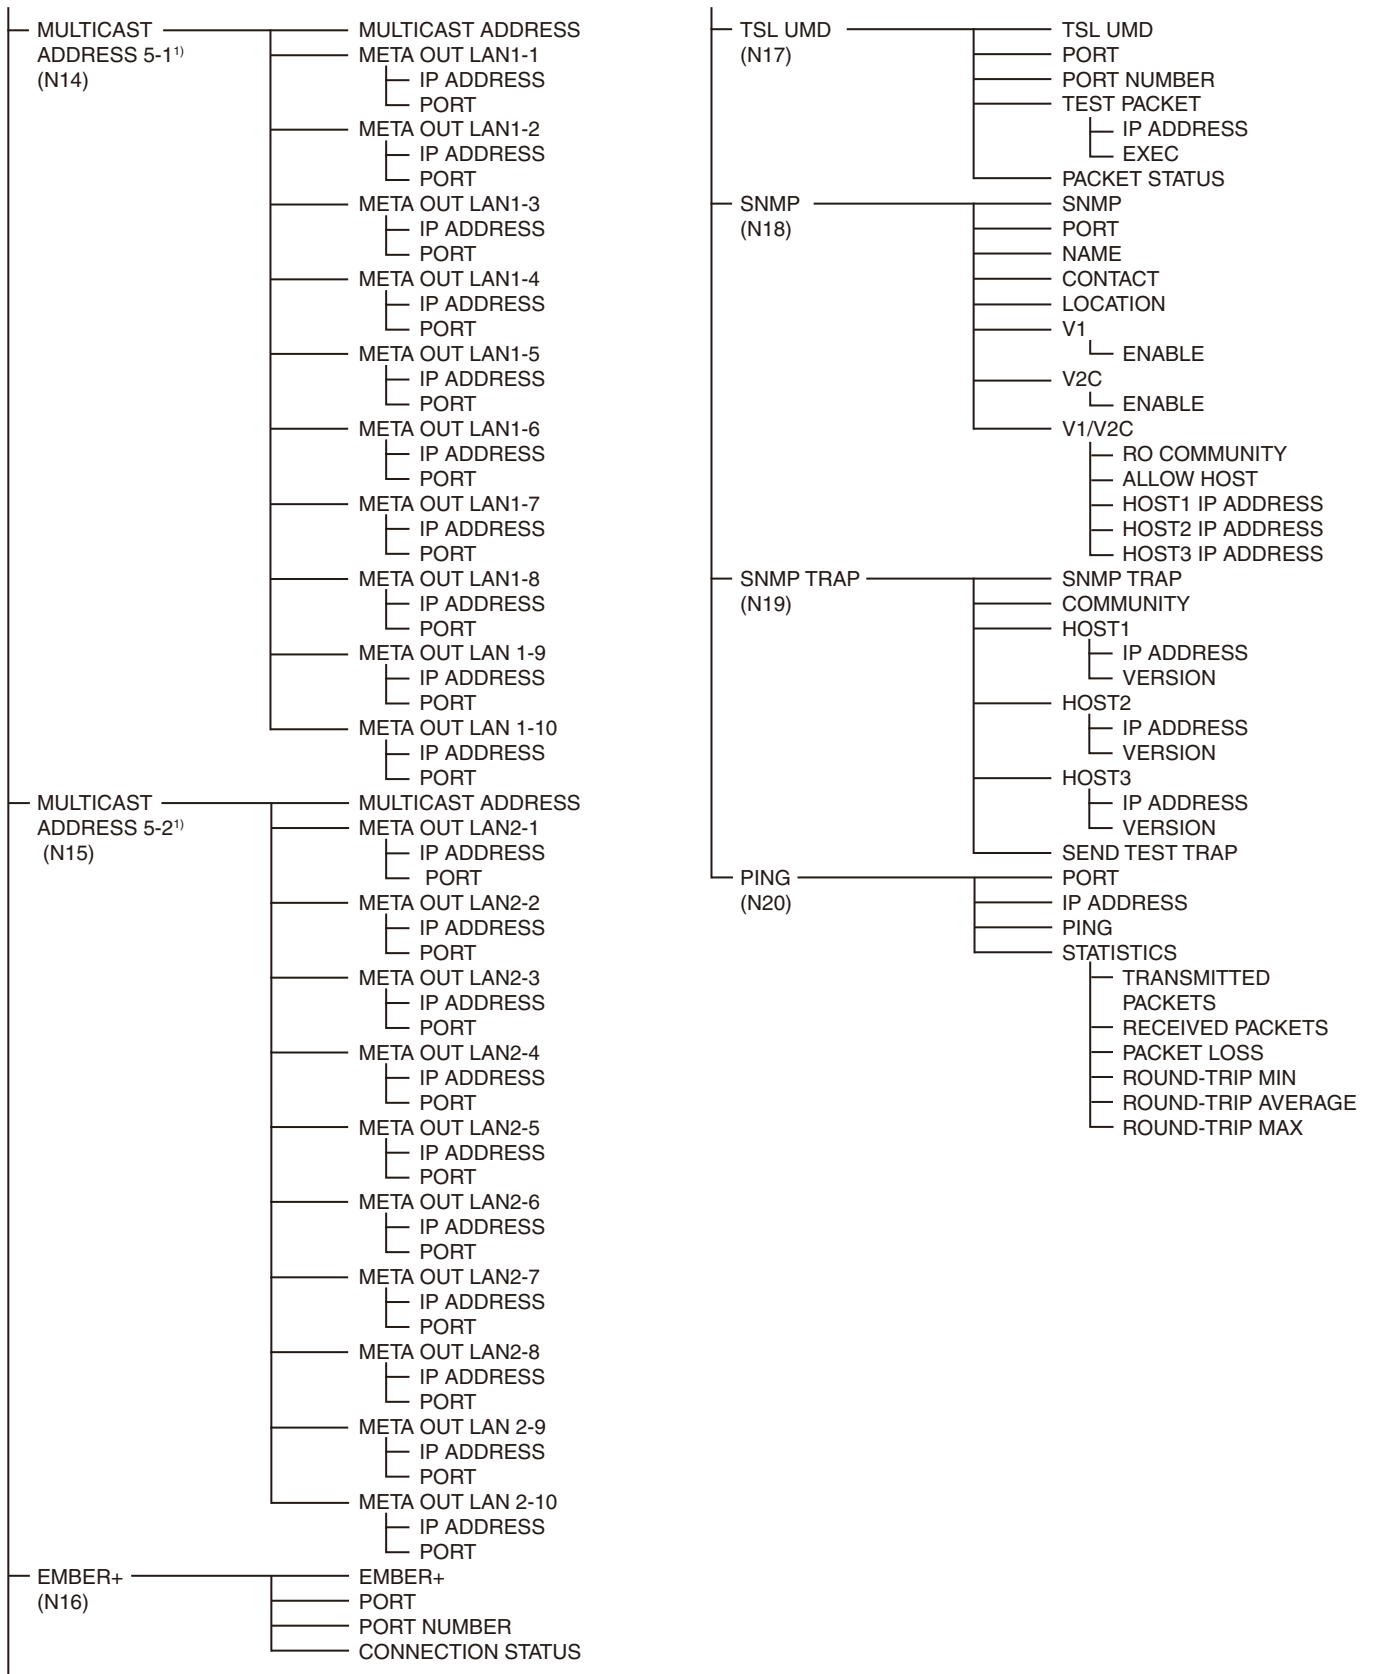 MULTICAST
ADDRESS 5-1¹⁾
(N14)
MULTICAST ADDRESS
META OUT LAN1-1
IP ADDRESS
PORT
META OUT LAN1-2
IP ADDRESS
PORT
META OUT LAN1-3
IP ADDRESS
PORT
META OUT LAN1-4
IP ADDRESS
PORT
META OUT LAN1-5
IP ADDRESS
PORT
META OUT LAN1-6
IP ADDRESS
PORT
META OUT LAN1-7
IP ADDRESS
PORT
META OUT LAN1-8
IP ADDRESS
PORT
META OUT LAN 1-9
IP ADDRESS
PORT
META OUT LAN 1-10
IP ADDRESS
PORT
MULTICAST
ADDRESS 5-2¹⁾
(N15)
MULTICAST ADDRESS
META OUT LAN2-1
IP ADDRESS
PORT
META OUT LAN2-2
IP ADDRESS
PORT
META OUT LAN2-3
IP ADDRESS
PORT
META OUT LAN2-4
IP ADDRESS
PORT
META OUT LAN2-5
IP ADDRESS
PORT
META OUT LAN2-6
IP ADDRESS
PORT
META OUT LAN2-7
IP ADDRESS
PORT
META OUT LAN2-8
IP ADDRESS
PORT
META OUT LAN 2-9
IP ADDRESS
PORT
META OUT LAN 2-10
IP ADDRESS
PORT
EMBER+
(N16)
EMBER+
PORT
PORT NUMBER
CONNECTION STATUS
TSL UMD
(N17)
TSL UMD
PORT
PORT NUMBER
TEST PACKET
IP ADDRESS
EXEC
PACKET STATUS
SNMP
(N18)
SNMP
PORT
NAME
CONTACT
LOCATION
V1
ENABLE
V2C
ENABLE
V1/V2C
RO COMMUNITY
ALLOW HOST
HOST1 IP ADDRESS
HOST2 IP ADDRESS
HOST3 IP ADDRESS
SNMP TRAP
(N19)
SNMP TRAP
COMMUNITY
HOST1
IP ADDRESS
VERSION
HOST2
IP ADDRESS
VERSION
HOST3
IP ADDRESS
VERSION
SEND TEST TRAP
PING
(N20)
PORT
IP ADDRESS
PING
STATISTICS
TRANSMITTED
PACKETS
RECEIVED PACKETS
PACKET LOSS
ROUND-TRIP MIN
ROUND-TRIP AVERAGE
ROUND-TRIP MAX